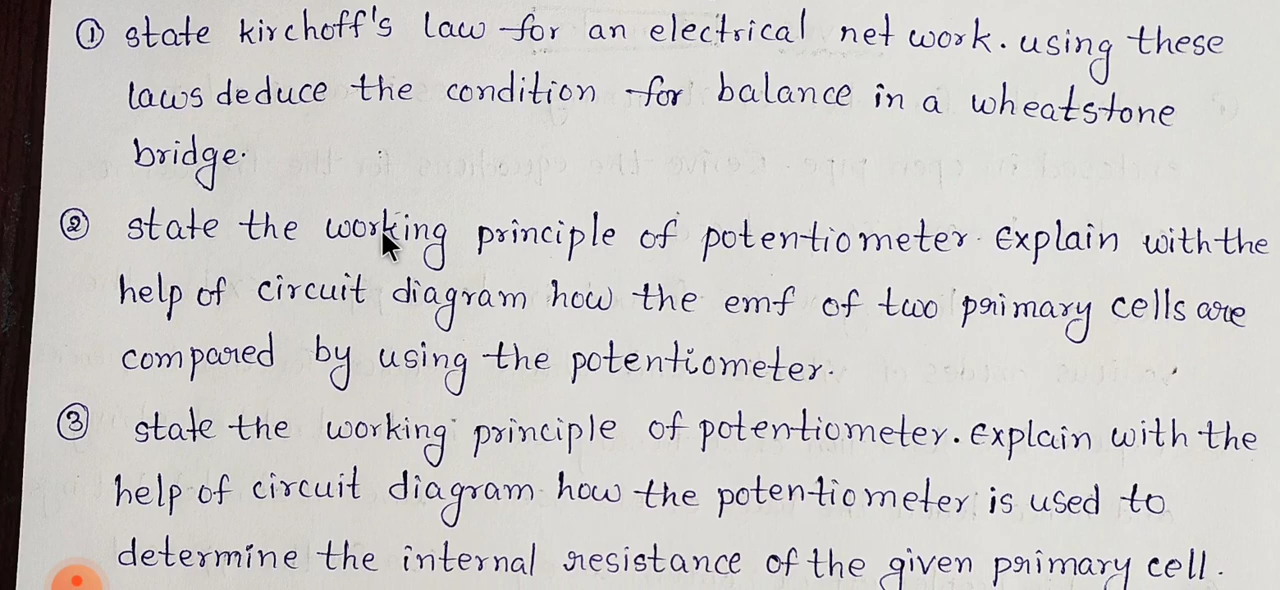 ① state kirchoff's law for an electrical net work. using these
laws deduce the condition for balance in a wheatstone
bridge.
② state the working principle of potentiometer. Explain with the
help of circuit diagram how the emf of two primary cells are
compared by using the potentiometer.
③ state the working principle of potentiometer. Explain with the
help of circuit diagram how the potentiometer is used to
determine the internal resistance of the given primary cell.